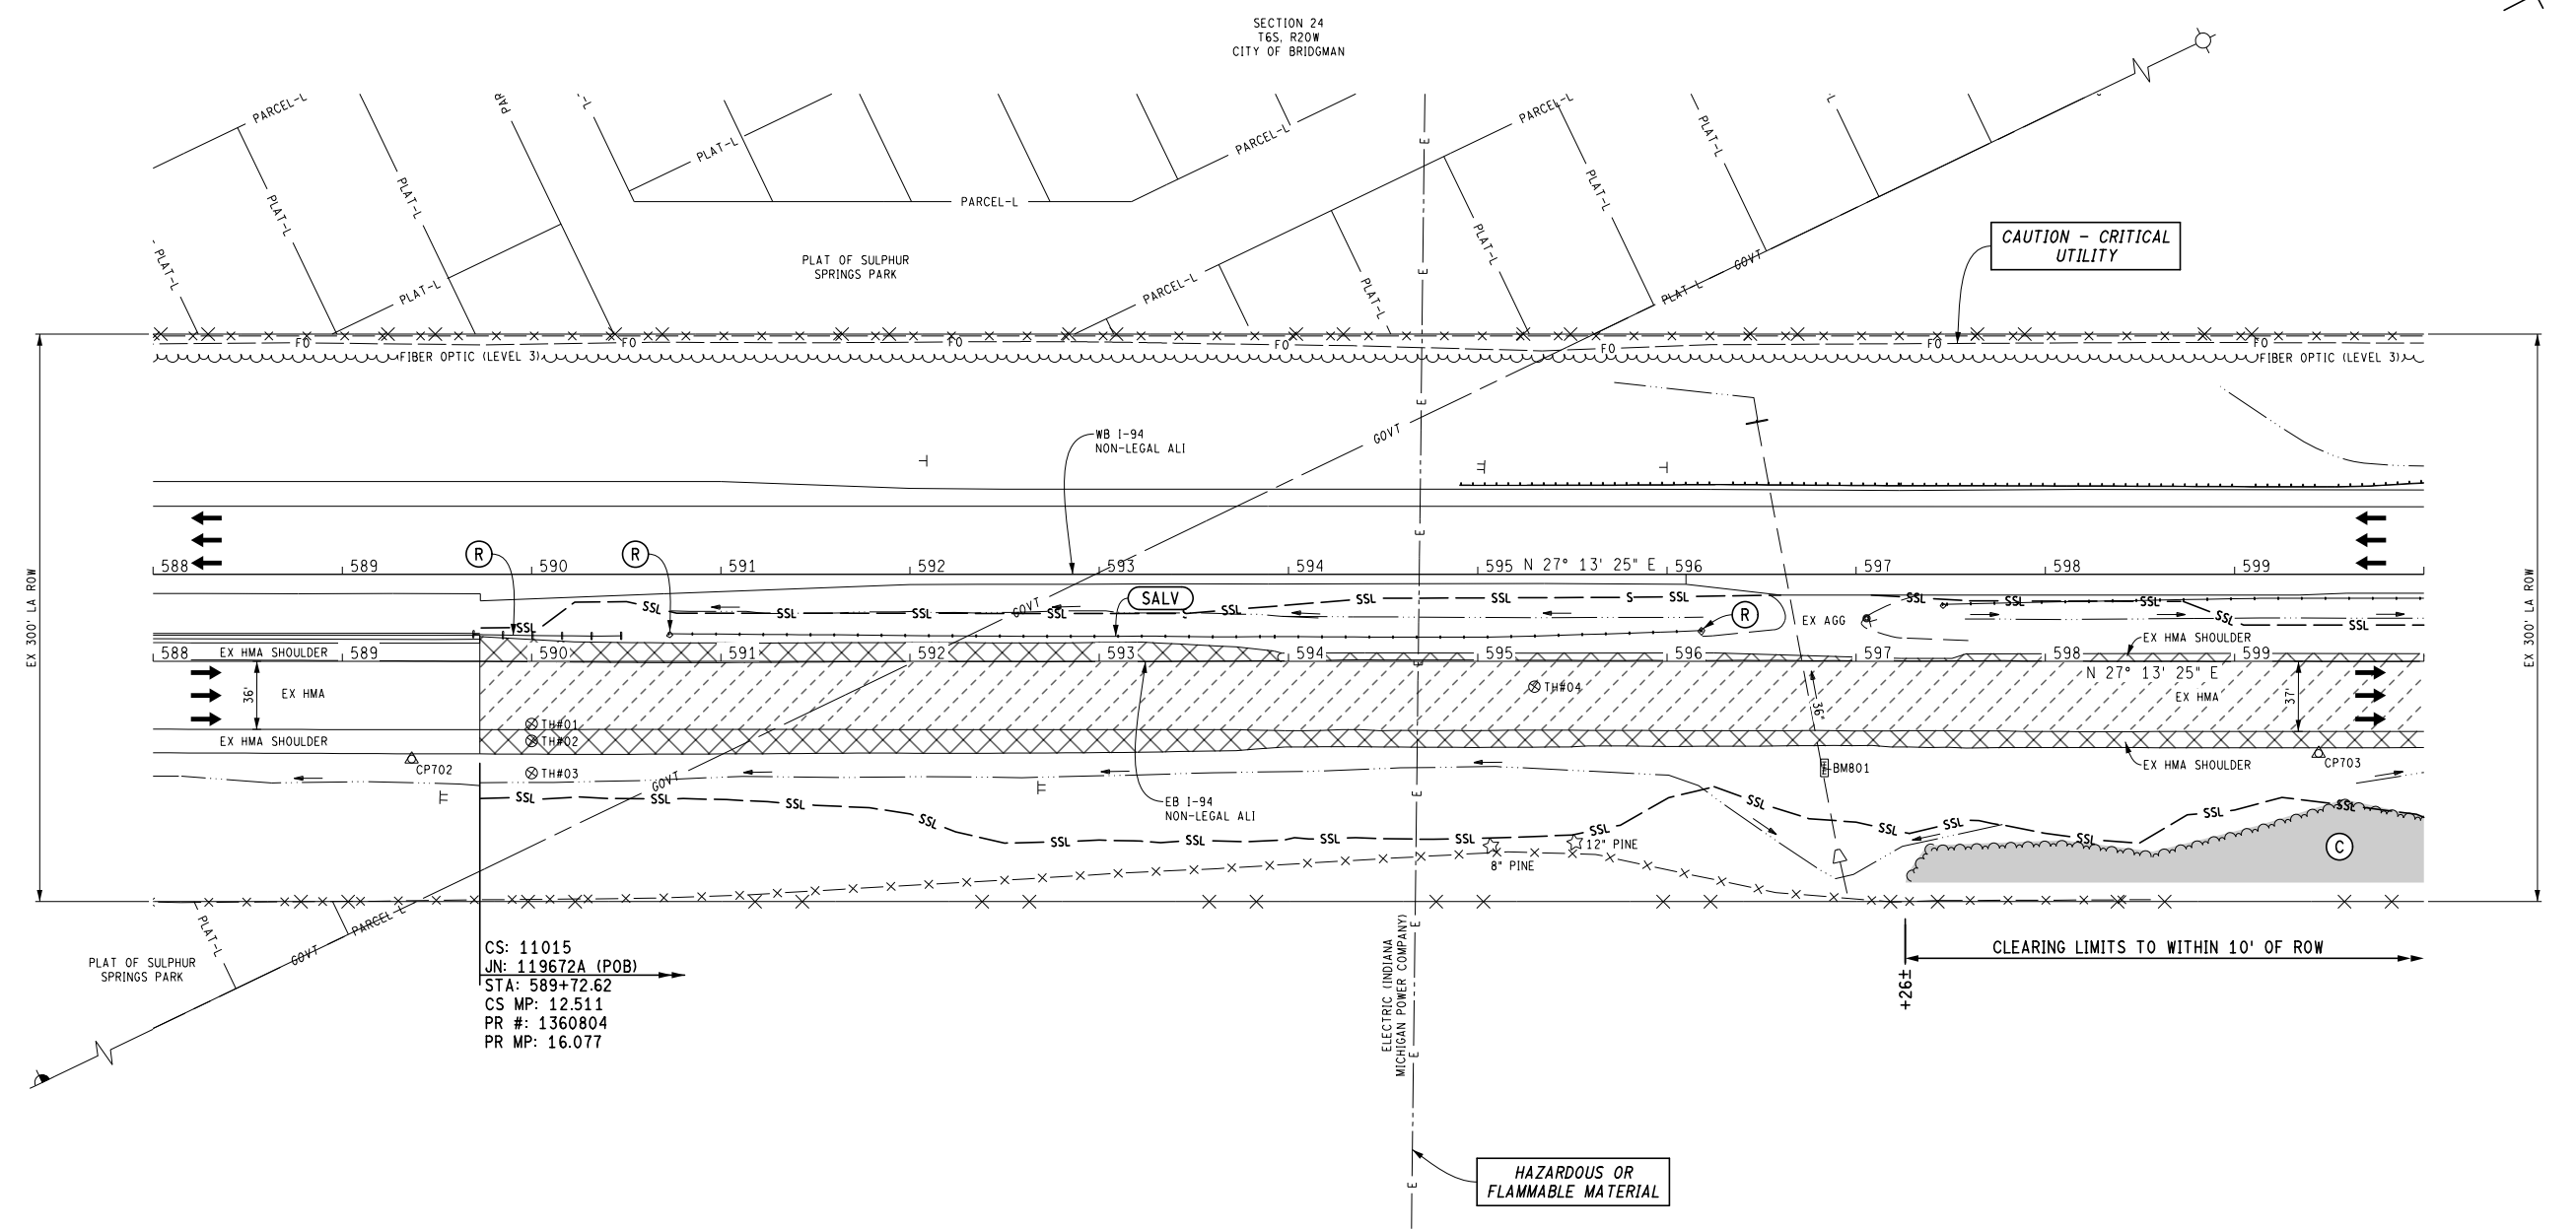 SECTION 24
T6S, R20W
CITY OF BRIDGMAN
PARCEL-L
PAR
-L
PARCEL-L
-L
PLAT-L
PLAT-L
PARCEL-L
PLAT-L
PLAT-L
PARCEL-L
PLAT-L
PLAT-L
PLAT-L
PLAT OF SULPHUR
SPRINGS PARK
PLAT-L
PARCEL-L
PLAT-L
PLAT-L
PLAT-L
GOVT
CAUTION - CRITICAL
UTILITY
E
E
FO
FO
FO
FO
FO
FO
FO
FIBER OPTIC (LEVEL 3)
FIBER OPTIC (LEVEL 3)
E
GOVT
WB I-94
NON-LEGAL ALI
E
EX 300' LA ROW
EX 300' LA ROW
R
R
588
589
590
591
592
593
594
595
N 27° 13' 25" E
596
597
598
599
SALV
R
GOVT
SSL
SSL
SSL
SSL
SSL
SSL
SSL
SSL
S
SSL
SSL
SSL
SSL
SSL
SSL
EX AGG
EX HMA SHOULDER
EX HMA SHOULDER
588
589
590
591
592
593
594
595
596
597
598
599
E
N 27° 13' 25" E
36'
EX HMA
TH#04
36"
EX HMA
37'
TH#01
EX HMA SHOULDER
TH#02
CP702
TH#03
GOVT
BM801
EX HMA SHOULDER
CP703
SSL
SSL
SSL
SSL
EB I-94
NON-LEGAL ALI
E
SSL
SSL
SSL
SSL
SSL
SSL
SSL
SSL
SSL
SSL
SSL
12" PINE
8" PINE
C
PLAT-L
GOVT
PARCEL-L
PLAT OF SULPHUR
SPRINGS PARK
CS: 11015
JN: 119672A (POB)
STA: 589+72.62
CS MP: 12.511
PR #: 1360804
PR MP: 16.077
E
ELECTRIC (INDIANA
MICHIGAN POWER COMPANY)
E
E
CLEARING LIMITS TO WITHIN 10' OF ROW
+26±
HAZARDOUS OR
FLAMMABLE MATERIAL